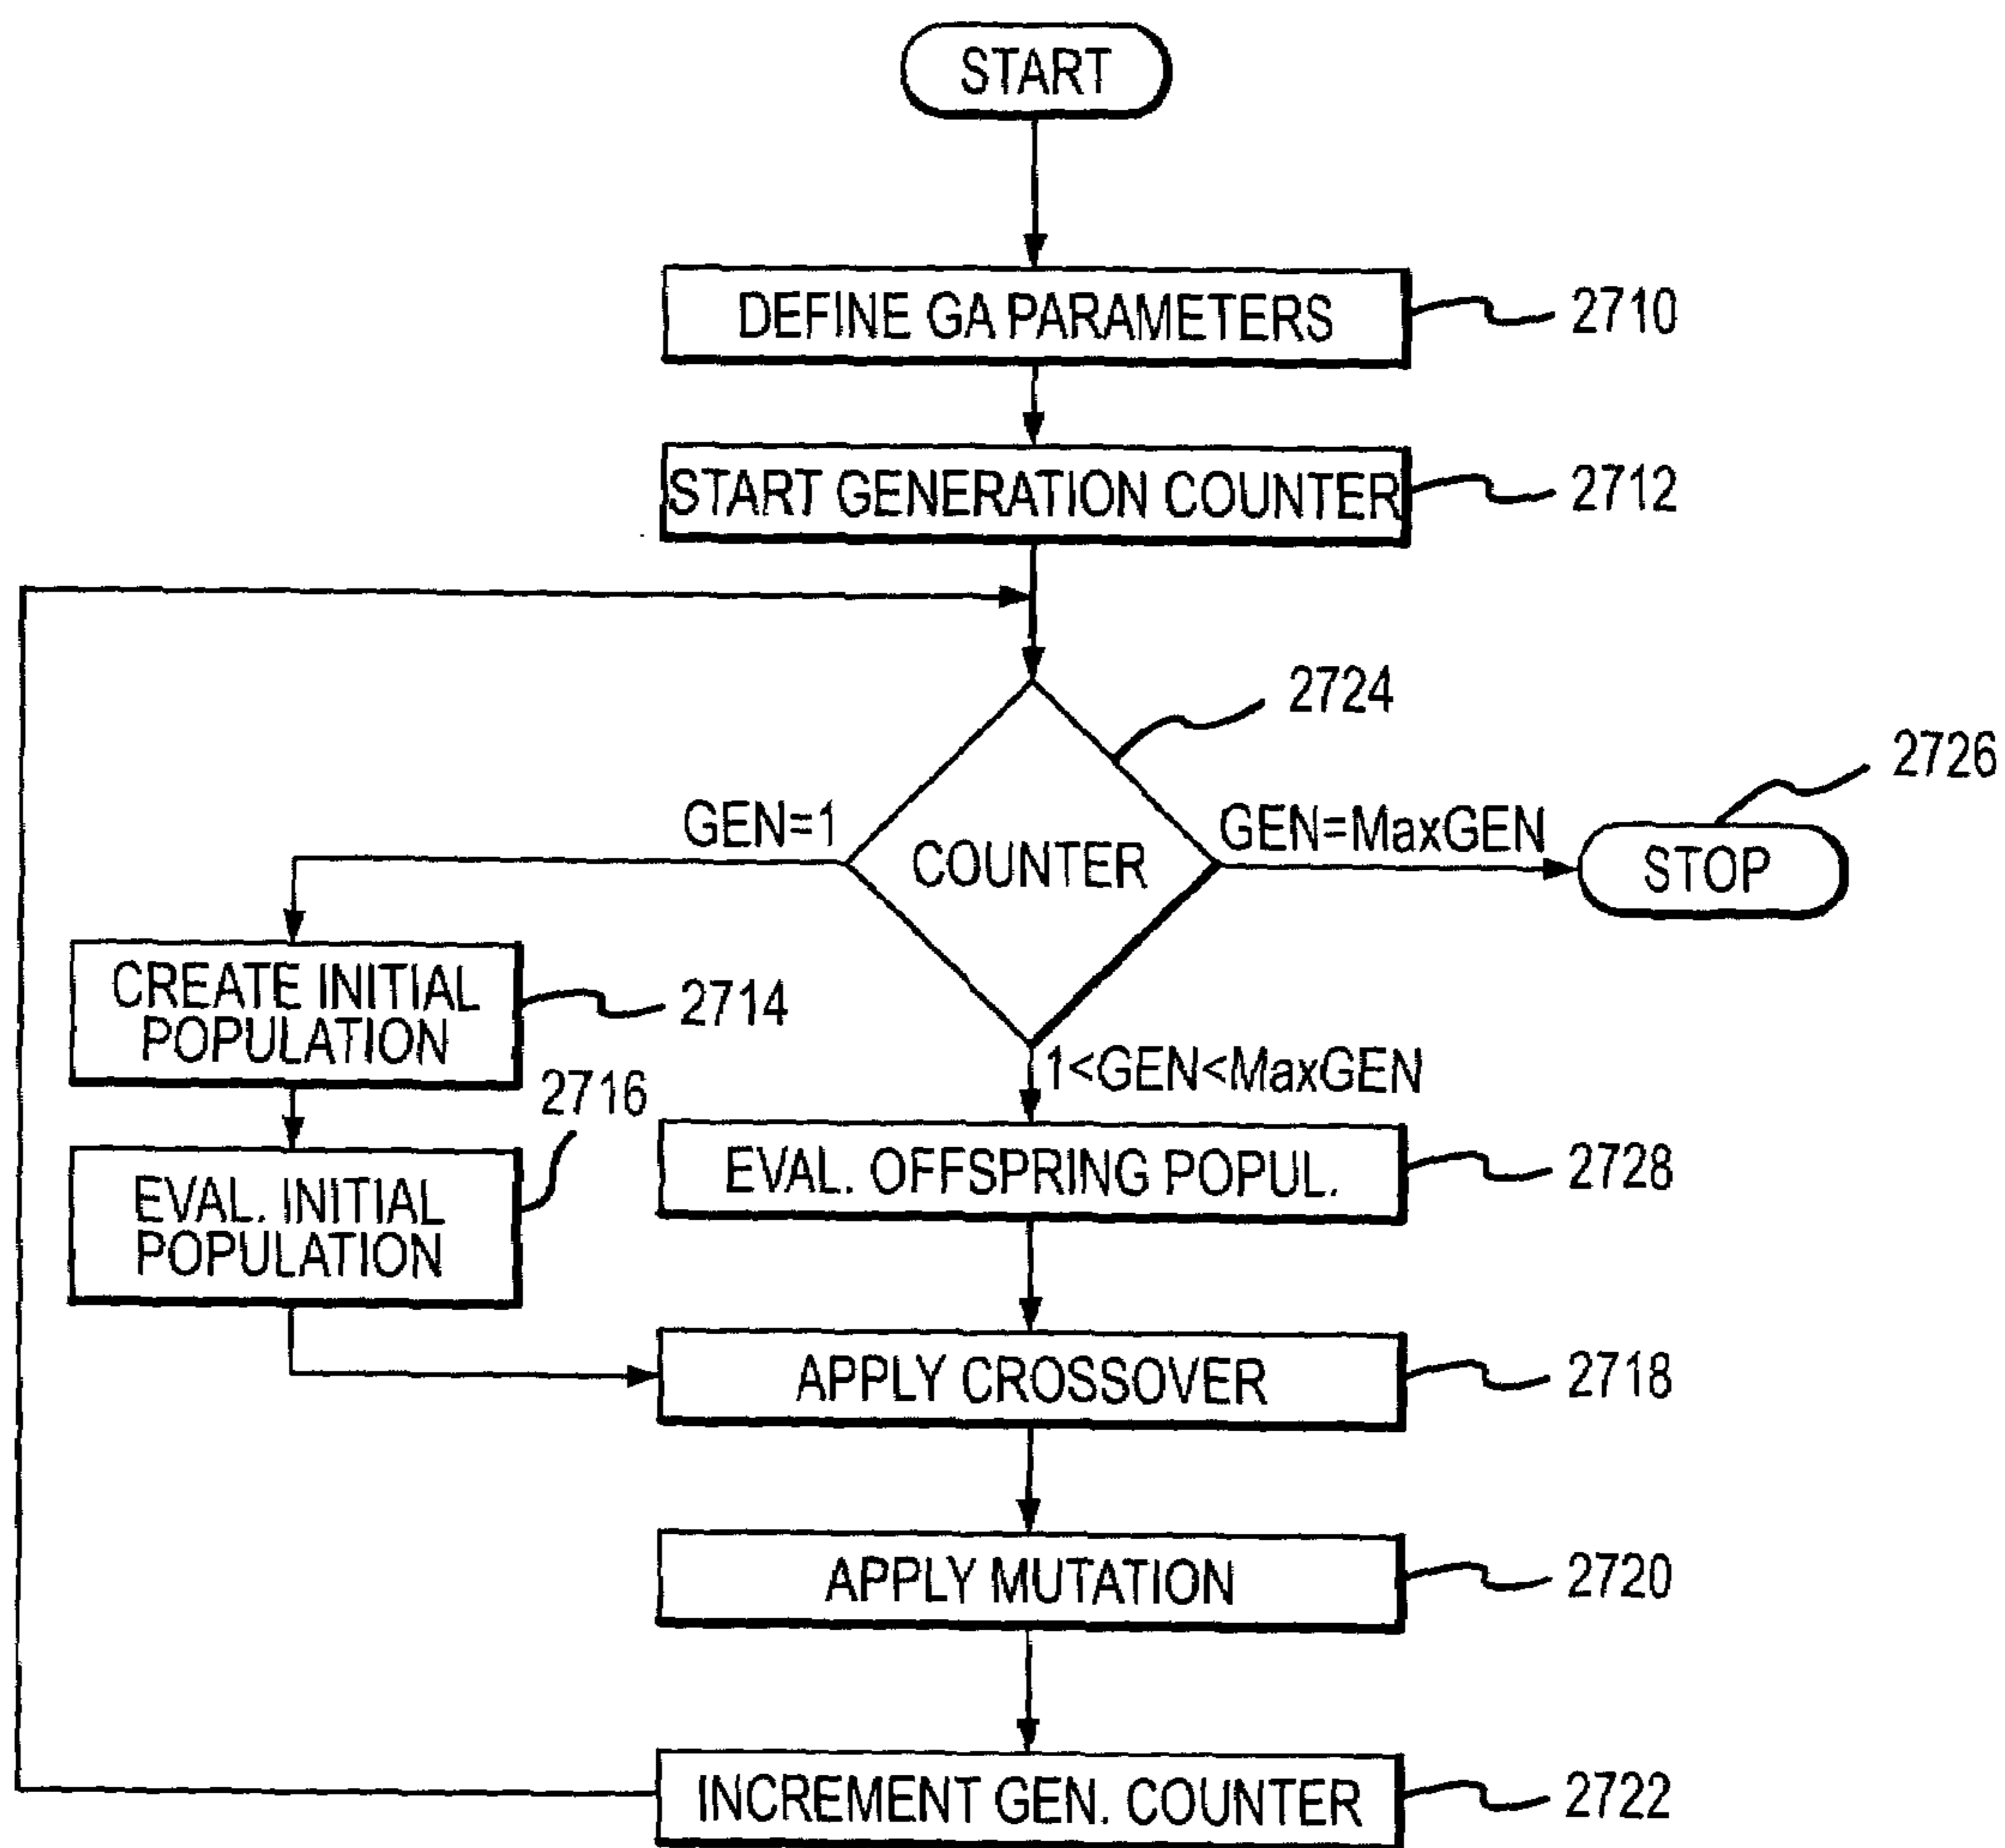 START
DEFINE GA PARAMETERS
2710
START GENERATION COUNTER
2712
2724
2726
GEN=1
COUNTER
GEN=MaxGEN
STOP
CREATE INITIAL
POPULATION
2714
1<GEN<MaxGEN
2716
EVAL. INITIAL
POPULATION
EVAL. OFFSPRING POPUL.
2728
APPLY CROSSOVER
2718
APPLY MUTATION
2720
INCREMENT GEN. COUNTER
2722